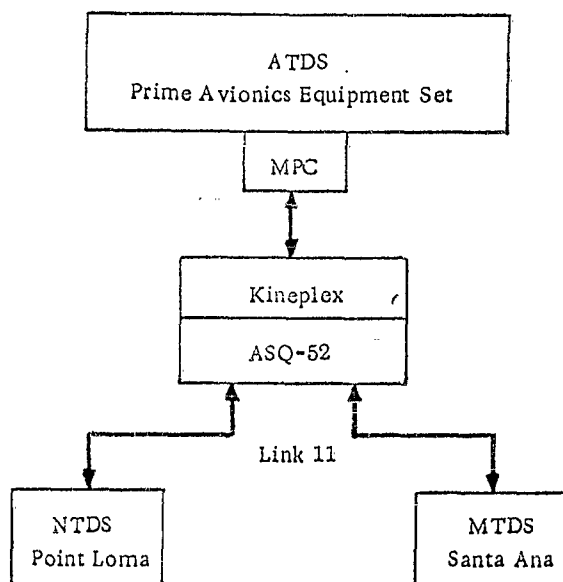 ATDS
Prime Avionics Equipment Set
MPC
Kineplex
ASQ-52
Link 11
NTDS
Point Loma
MTDS
Santa Ana